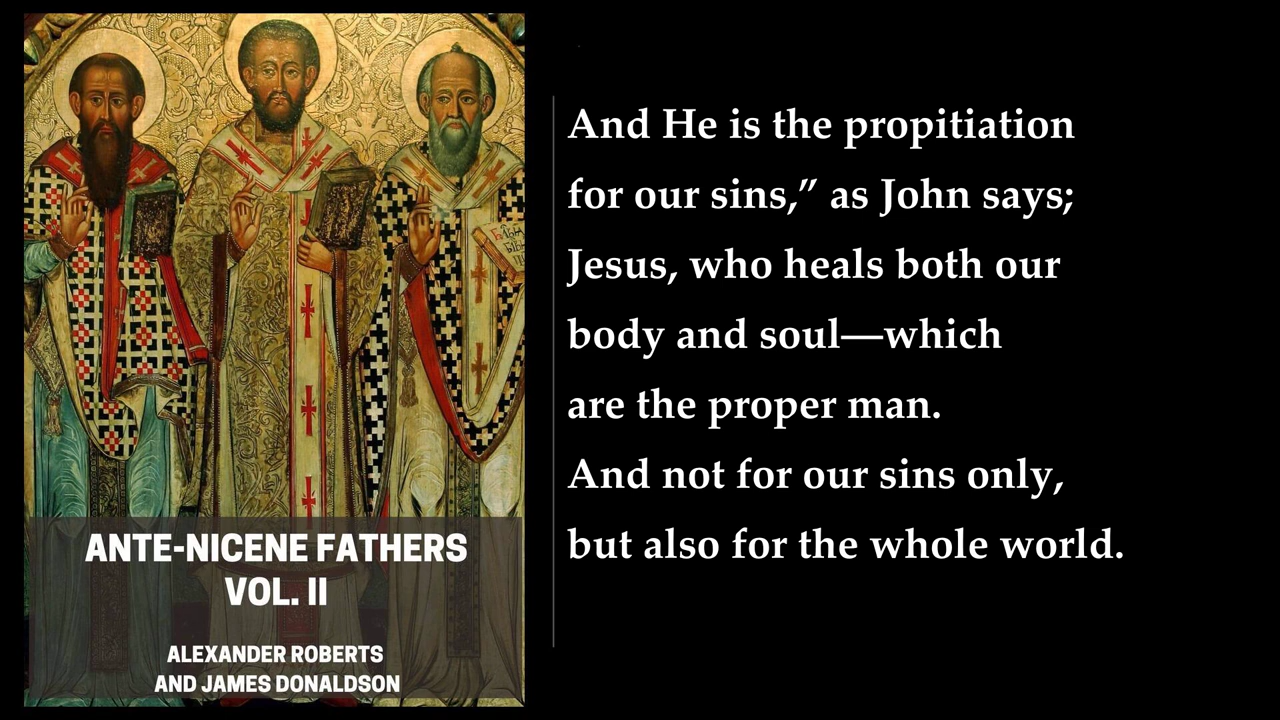 And He is the propitiation
for our sins,” as John says;
Jesus, who heals both our
body and soul—which
are the proper man.
And not for our sins only,
but also for the whole world.
ANTE-NICENE FATHERS
VOL. II
ALEXANDER ROBERTS
AND JAMES DONALDSON